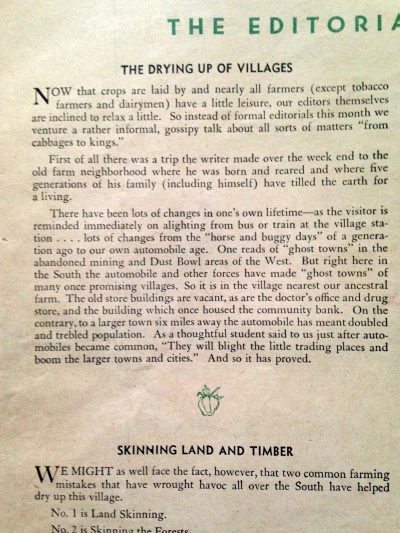 THE EDITORIA
THE DRYING UP OF VILLAGES
NOW that crops are laid by and nearly all farmers (except tobacco
farmers and dairymen) have a little leisure, our editors themselves
are inclined to relax a little. So instead of formal editorials this month we
venture a rather informal, gossipy talk about all sorts of matters "from
cabbages to kings."
First of all there was a trip the writer made over the week end to the
old farm neighborhood where he was born and reared and where five
generations of his family (including himself) have tilled the earth for
a living.
There have been lots of changes in one's own lifetime—as the visitor is
reminded immediately on alighting from bus or train at the village sta-
tion . . . . lots of changes from the "horse and buggy days" of a genera-
tion ago to our own automobile age. One reads of "ghost towns" in the
abandoned mining and Dust Bowl areas of the West. But right here in
the South the automobile and other forces have made "ghost towns" of
many once promising villages. So it is in the village nearest our ancestral
farm. The old store buildings are vacant, as are the doctor's office and drug
store, and the building which once housed the community bank. On the
contrary, to a larger town six miles away the automobile has meant doubled
and trebled population. As a thoughtful student said to us just after auto-
mobiles became common, "They will blight the little trading places and
boom the larger towns and cities." And so it has proved.
SKINNING LAND AND TIMBER
WE MIGHT as well face the fact, however, that two common farming
mistakes that have wrought havoc all over the South have helped
dry up this village.
No. 1 is Land Skinning.
No. 2 is Skinning the Forests.